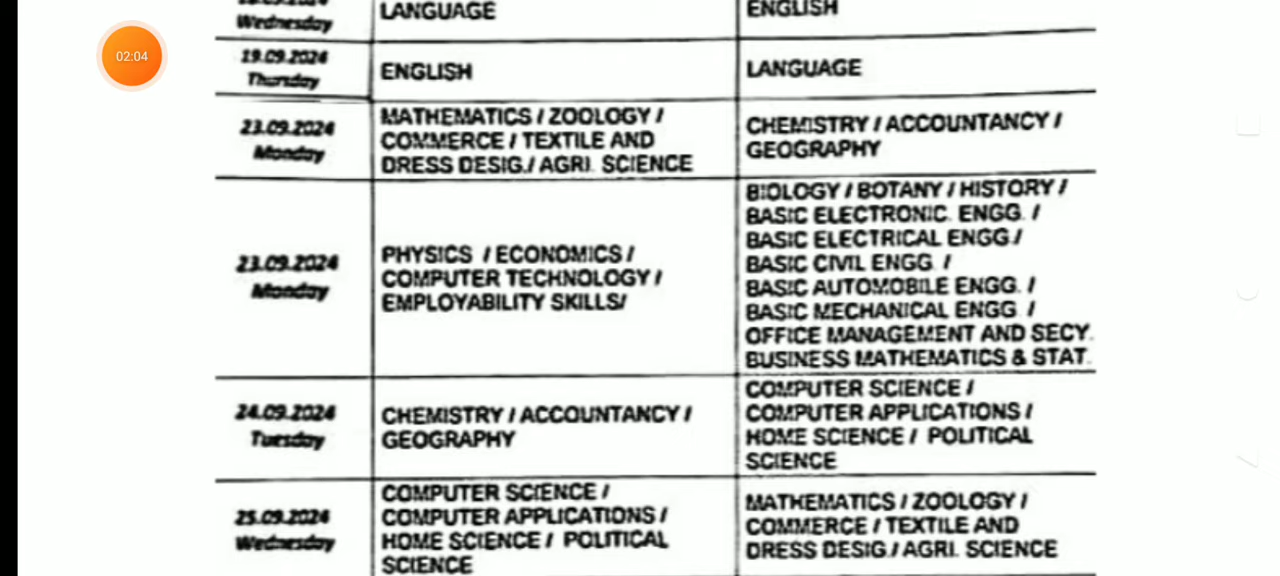 Wednesday
LANGUAGE
ENGLISH
02:04
19.09.2024
Thursday
ENGLISH
LANGUAGE
23.09.2024
Monday
MATHEMATICS / ZOOLOGY /
COMMERCE / TEXTILE AND
DRESS DESIG./ AGRI. SCIENCE
CHEMISTRY / ACCOUNTANCY /
GEOGRAPHY
23.09.2024
Monday
PHYSICS / ECONOMICS /
COMPUTER TECHNOLOGY /
EMPLOYABILITY SKILLS/
BIOLOGY / BOTANY / HISTORY /
BASIC ELECTRONIC ENGG. /
BASIC ELECTRICAL ENGG /
BASIC CIVIL ENGG /
BASIC AUTOMOBILE ENGG. /
BASIC MECHANICAL ENGG /
OFFICE MANAGEMENT AND SECY.
BUSINESS MATHEMATICS & STAT.
24.09.2024
Tuesday
CHEMISTRY / ACCOUNTANCY /
GEOGRAPHY
COMPUTER SCIENCE /
COMPUTER APPLICATIONS /
HOME SCIENCE / POLITICAL
SCIENCE
25.09.2024
Wednesday
COMPUTER SCIENCE /
COMPUTER APPLICATIONS /
HOME SCIENCE / POLITICAL
SCIENCE
MATHEMATICS / ZOOLOGY /
COMMERCE / TEXTILE AND
DRESS DESIG./ AGRI. SCIENCE